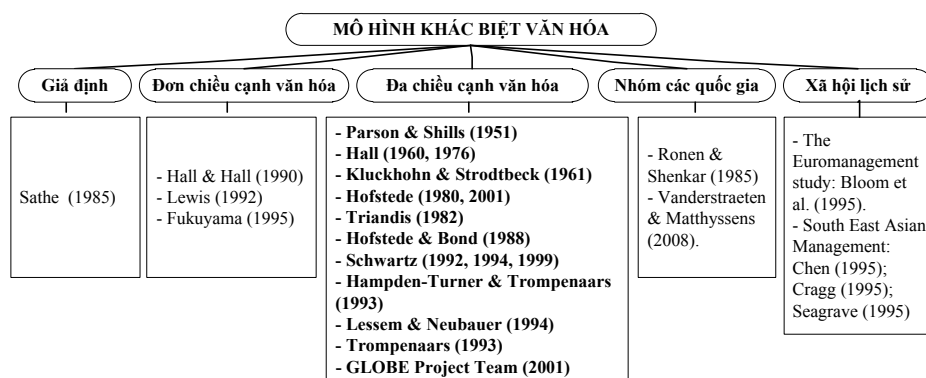 MÔ HÌNH KHÁC BIỆT VĂN HÓA
Giả định
Sathe (1985)
Đơn chiều cạnh văn hóa
- Hall & Hall (1990)
- Lewis (1992)
- Fukuyama (1995)
Đa chiều cạnh văn hóa
- Parson & Shills (1951)
- Hall (1960, 1976)
- Kluckhohn & Strodtbeck (1961)
- Hofstede (1980, 2001)
- Triandis (1982)
- Hofstede & Bond (1988)
- Schwartz (1992, 1994, 1999)
- Hampden-Turner & Trompenaars
(1993)
- Lessem & Neubauer (1994)
- Trompenaars (1993)
- GLOBE Project Team (2001)
Nhóm các quốc gia
- Ronen &
Shenkar (1985)
- Vanderstraeten
& Matthyssens
(2008).
Xã hội lịch sử
- The
Euromanagement
study: Bloom et
al. (1995).
- South East Asian
Management:
Chen (1995);
Cragg (1995);
Seagrave (1995)